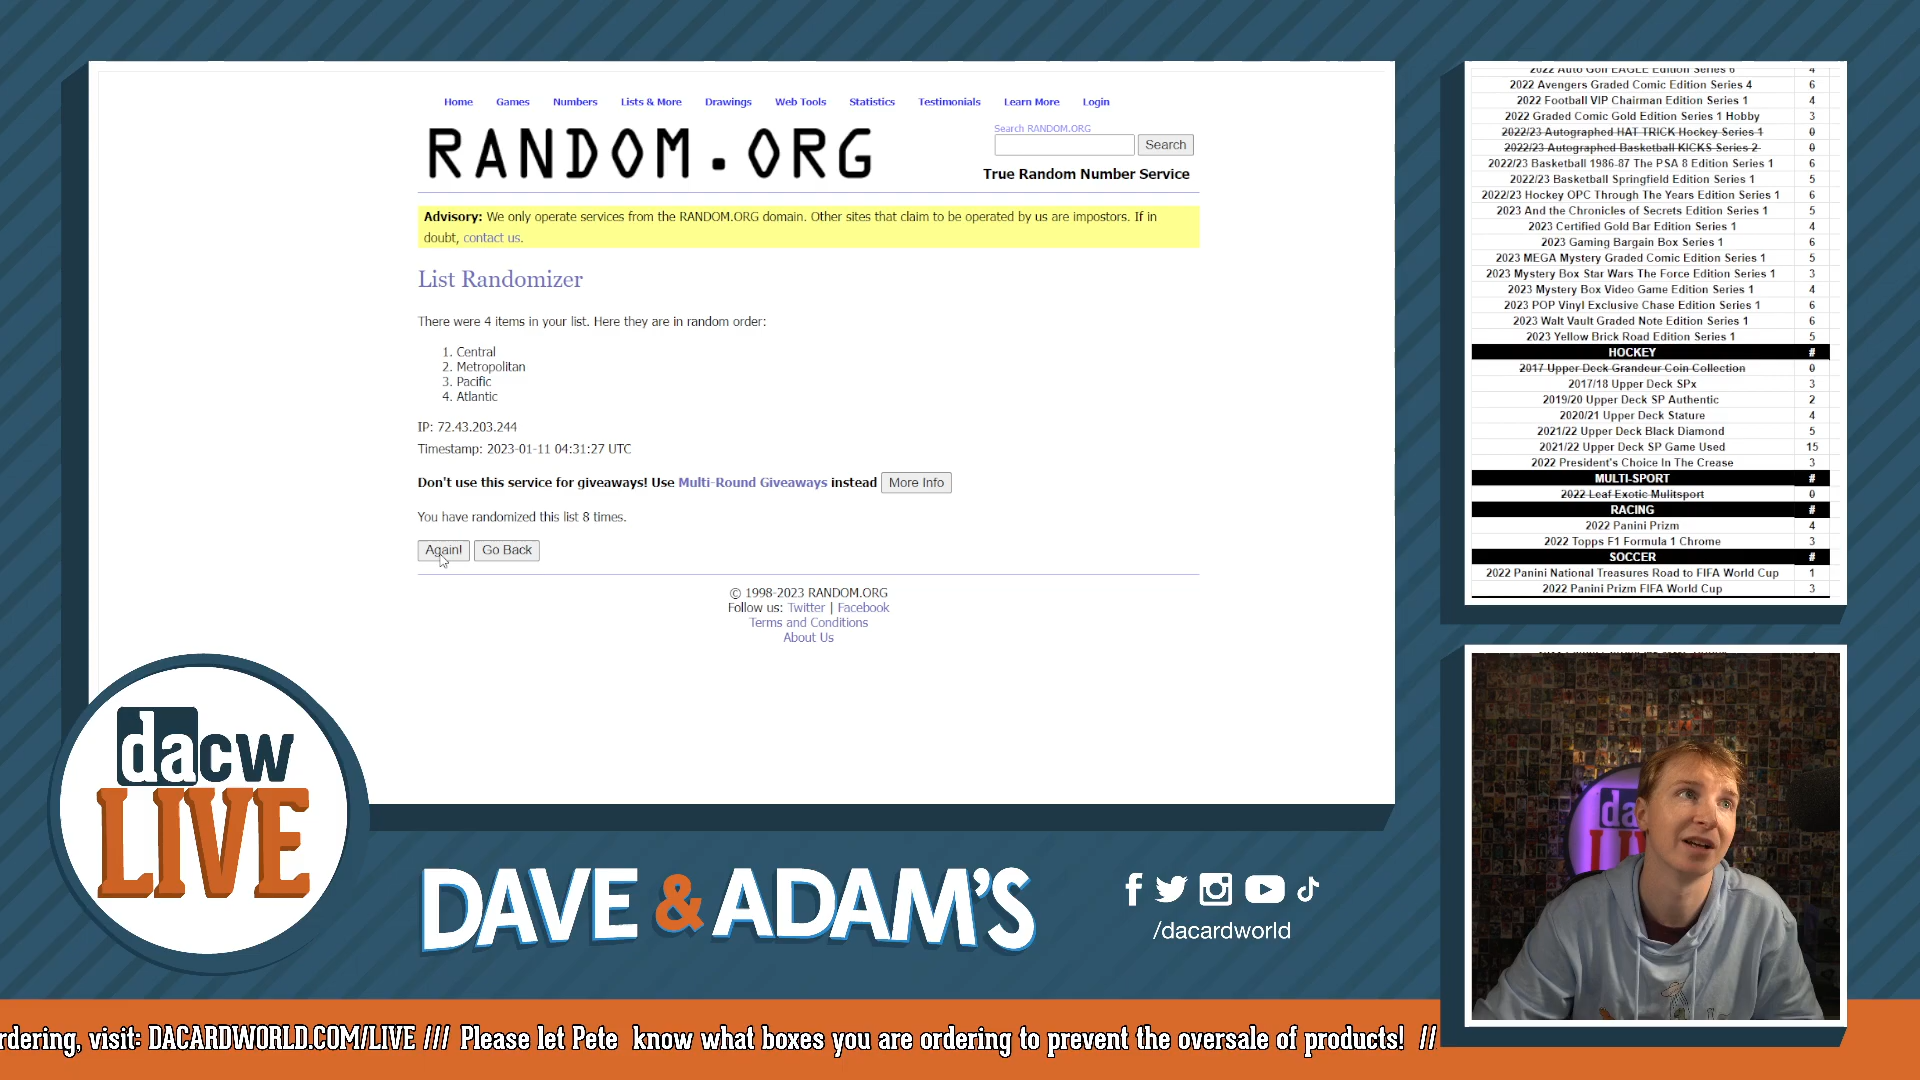 Home Games Numbers Lists & More Drawings Web Tools Statistics Testimonials Learn More Login
RANDOM.ORG
Search RANDOM.ORG
Search
True Random Number Service
Advisory: We only operate services from the RANDOM.ORG domain. Other sites that claim to be operated by us are impostors. If in
doubt, contact us.
List Randomizer
There were 4 items in your list. Here they are in random order:
1. Central
2. Metropolitan
3. Pacific
4. Atlantic
IP: 72.43.203.244
Timestamp: 2023-01-11 04:31:27 UTC
Don't use this service for giveaways! Use Multi-Round Giveaways instead More Info
You have randomized this list 8 times.
Again! Go Back
© 1998-2023 RANDOM.ORG
Follow us: Twitter | Facebook
Terms and Conditions
About Us
2022 Auto Golf EAGLE Edition Series 6 4
2022 Avengers Graded Comic Edition Series 4 6
2022 Football VIP Chairman Edition Series 1 4
2022 Graded Comic Gold Edition Series 1 Hobby 3
2022/23 Autographed HAT TRICK Hockey Series 1 0
2022/23 Autographed Basketball KICKS Series 2 0
2022/23 Basketball 1986-87 The PSA 8 Edition Series 1 6
2022/23 Basketball Springfield Edition Series 1 5
2022/23 Hockey OPC Through The Years Edition Series 1 6
2023 And the Chronicles of Secrets Edition Series 1 5
2023 Certified Gold Bar Edition Series 1 4
2023 Gaming Bargain Box Series 1 6
2023 MEGA Mystery Graded Comic Edition Series 1 5
2023 Mystery Box Star Wars The Force Edition Series 1 3
2023 Mystery Box Video Game Edition Series 1 4
2023 POP Vinyl Exclusive Chase Edition Series 1 6
2023 Walt Vault Graded Note Edition Series 1 6
2023 Yellow Brick Road Edition Series 1 5
HOCKEY #
2017 Upper Deck Grandeur Coin Collection 0
2017/18 Upper Deck SPx 3
2019/20 Upper Deck SP Authentic 2
2020/21 Upper Deck Stature 4
2021/22 Upper Deck Black Diamond 5
2021/22 Upper Deck SP Game Used 15
2022 President's Choice In The Crease 3
MULTI-SPORT #
2022 Leaf Exotic Mulitsport 0
RACING #
2022 Panini Prizm 4
2022 Topps F1 Formula 1 Chrome 3
SOCCER #
2022 Panini National Treasures Road to FIFA World Cup 1
2022 Panini Prizm FIFA World Cup 3
dacw
LIVE
DAVE & ADAM'S
/dacardworld
rdering, visit: DACARDWORLD.COM/LIVE /// Please let Pete know what boxes you are ordering to prevent the oversale of products! //